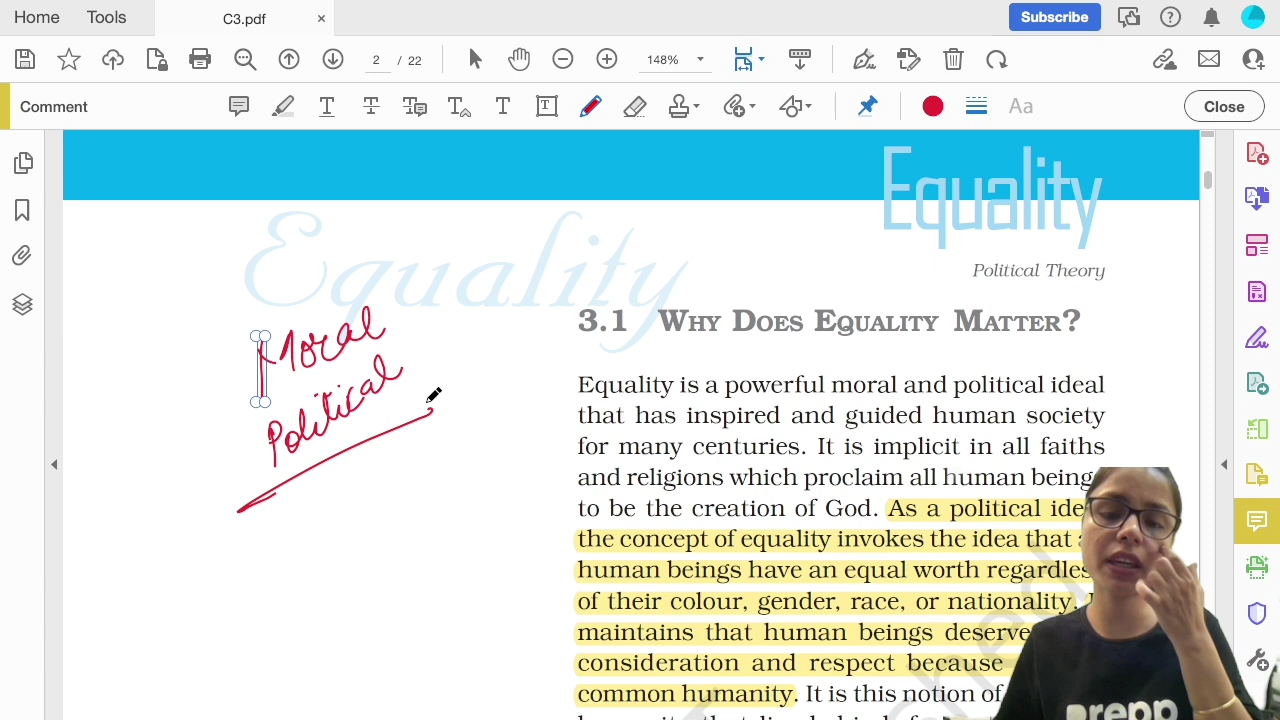 Home Tools C3.pdf × Subscribe
2 / 22 148%
Comment Aa Close
Equality
Equality
Political Theory
3.1 WHY DOES EQUALITY MATTER?
Moral
Political
Equality is a powerful moral and political ideal
that has inspired and guided human society
for many centuries. It is implicit in all faiths
and religions which proclaim all human being
to be the creation of God. As a political ide
the concept of equality invokes the idea that
human beings have an equal worth regardles
of their colour, gender, race, or nationality.
maintains that human beings deserve
consideration and respect because
common humanity. It is this notion of
prepp